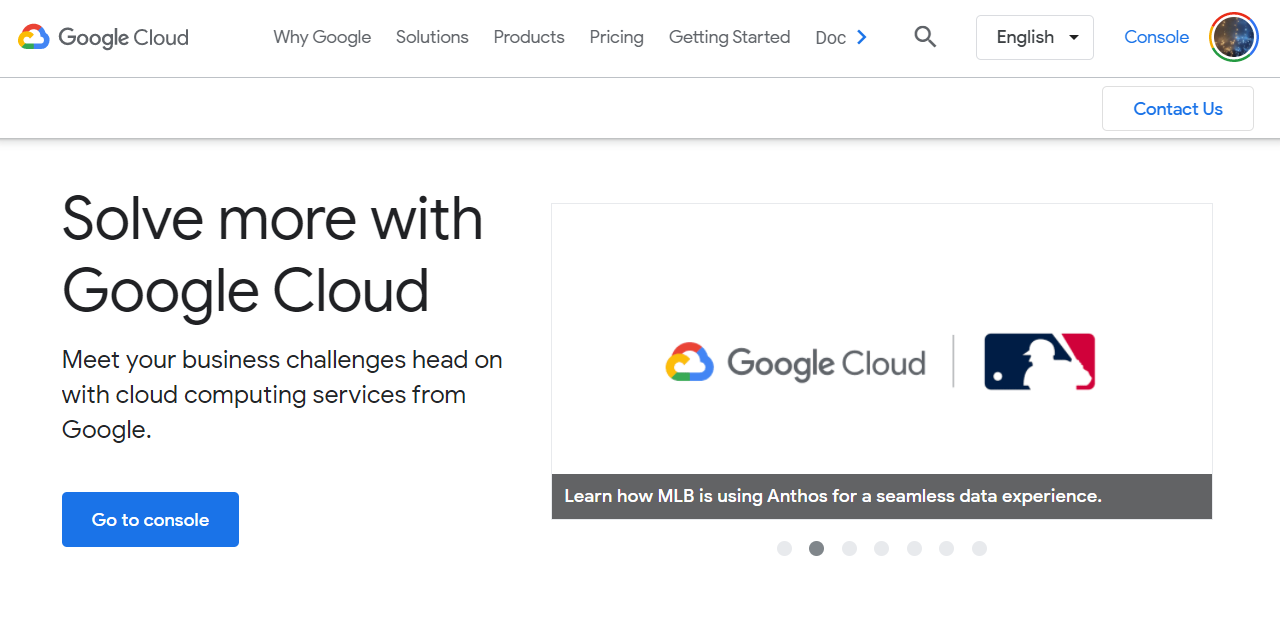 Google Cloud Why Google Solutions Products Pricing Getting Started Doc English Console
Contact Us
Solve more with
Google Cloud
Meet your business challenges head on
with cloud computing services from
Google.
Go to console
Google Cloud
Learn how MLB is using Anthos for a seamless data experience.